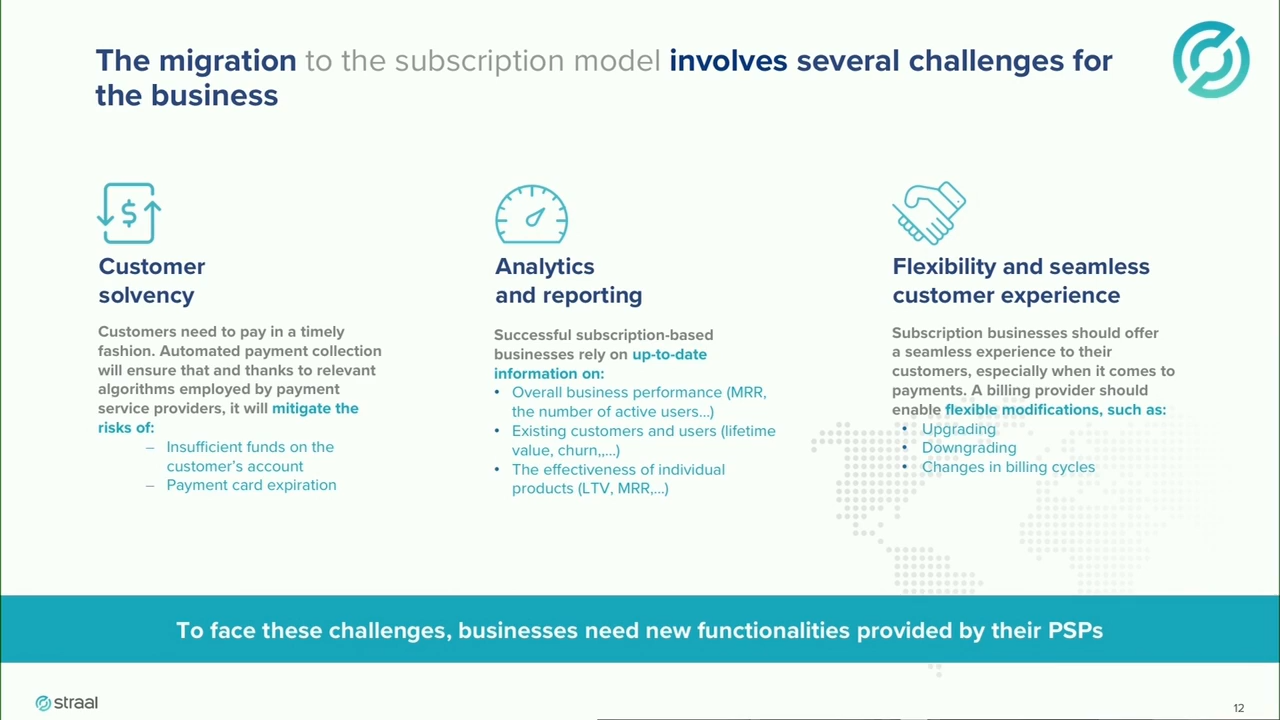 The migration to the subscription model involves several challenges for
the business
$
Customer
solvency
Customers need to pay in a timely
fashion. Automated payment collection
will ensure that and thanks to relevant
algorithms employed by payment
service providers, it will mitigate the
risks of:
– Insufficient funds on the
customer's account
– Payment card expiration
Analytics
and reporting
Successful subscription-based
businesses rely on up-to-date
information on:
• Overall business performance (MRR,
the number of active users...)
• Existing customers and users (lifetime
value, churn,,...)
• The effectiveness of individual
products (LTV, MRR,...)
Flexibility and seamless
customer experience
Subscription businesses should offer
a seamless experience to their
customers, especially when it comes to
payments. A billing provider should
enable flexible modifications, such as:
• Upgrading
• Downgrading
• Changes in billing cycles
To face these challenges, businesses need new functionalities provided by their PSPs
straal
12